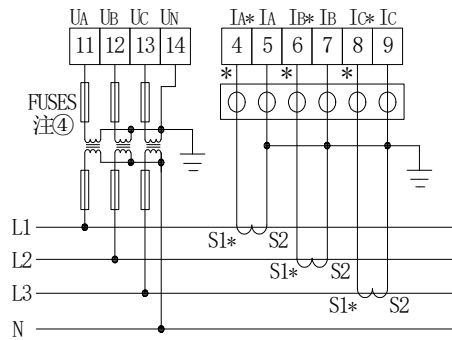 UA UB UC UN IA* IA IB* IB IC* IC
11 12 13 14 4 5 6 7 8 9
* * *
FUSES
注④
L1
S1* S2
L2
S1* S2
L3
S1* S2
N